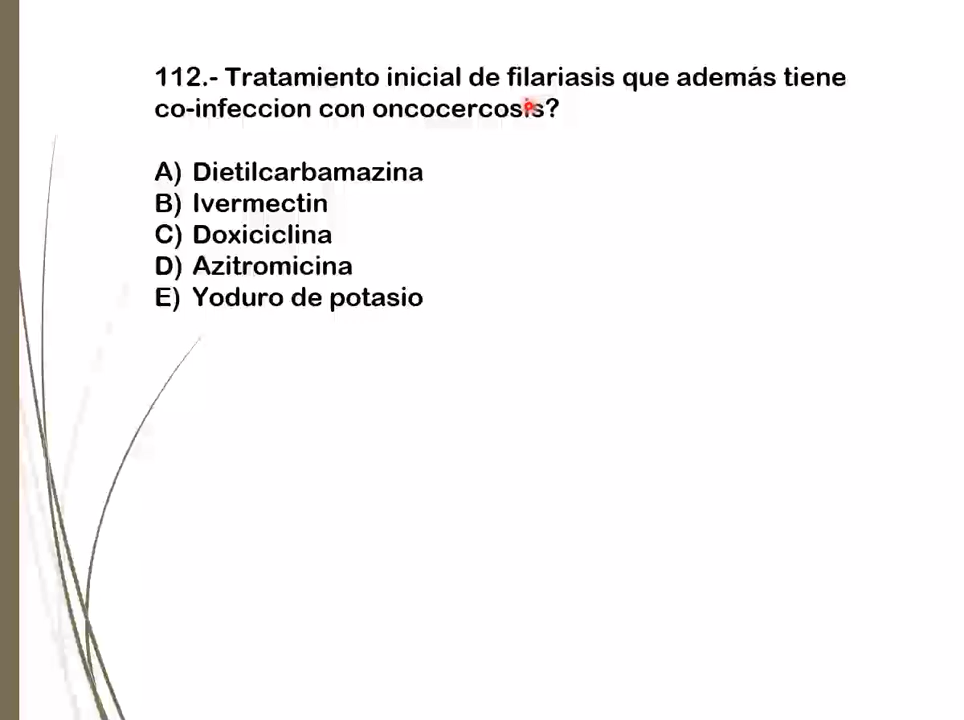 112.- Tratamiento inicial de filariasis que además tiene
co-infeccion con oncocercosis?
A) Dietilcarbamazina
B) Ivermectin
C) Doxiciclina
D) Azitromicina
E) Yoduro de potasio